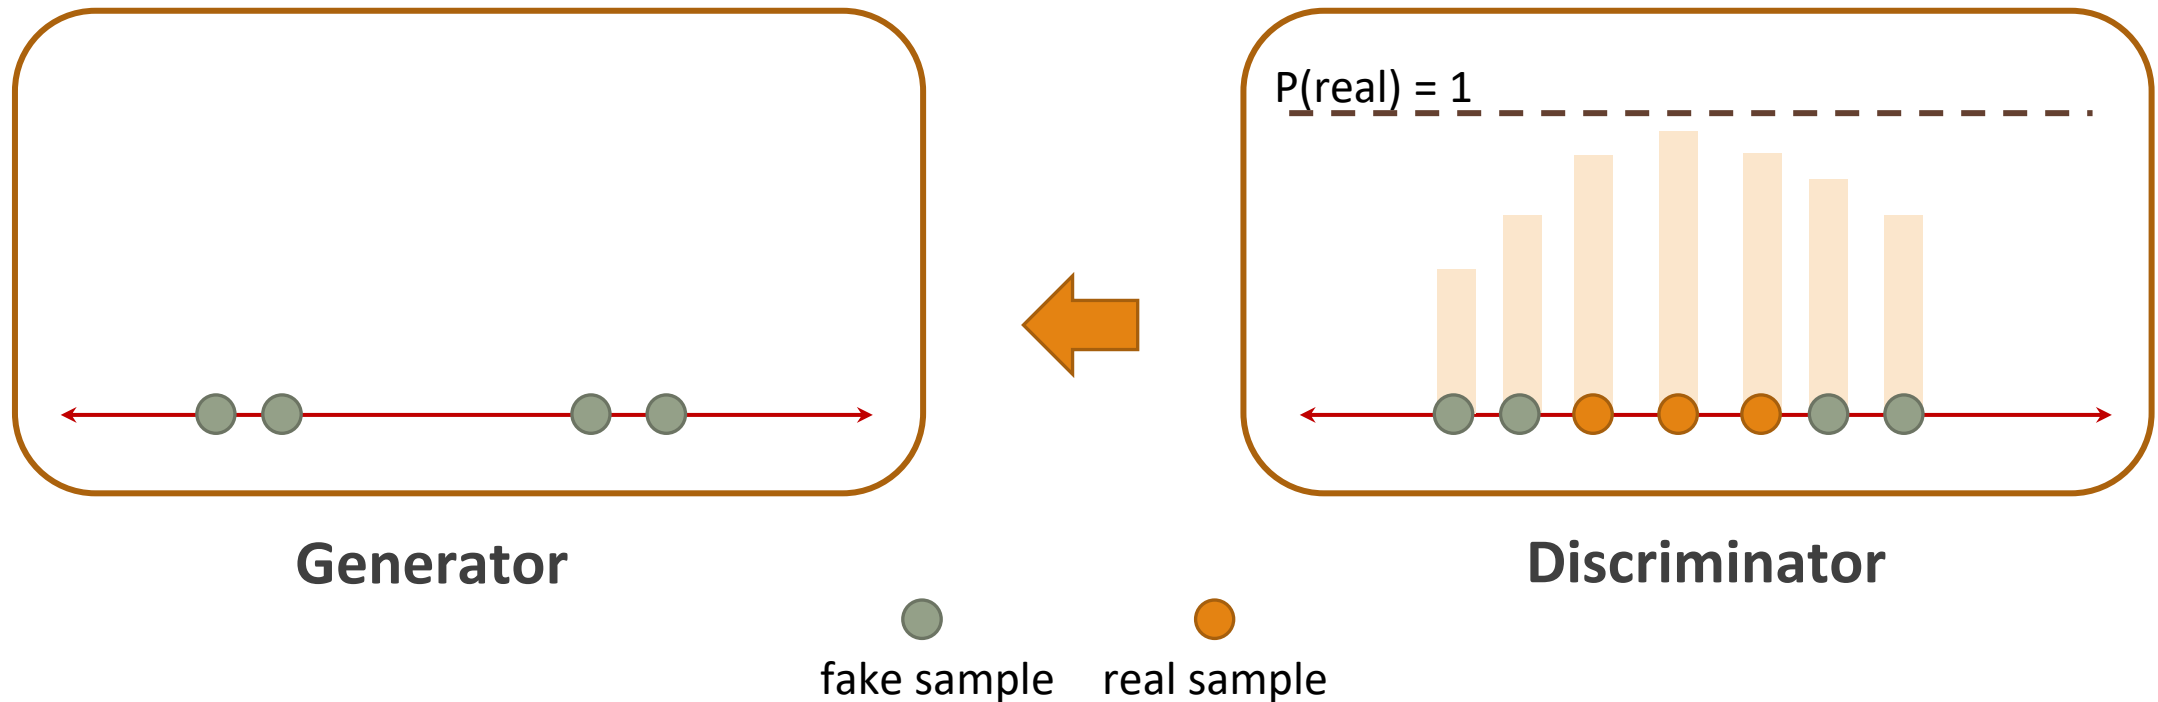 P(real) = 1
Generator
Discriminator
fake sample
real sample